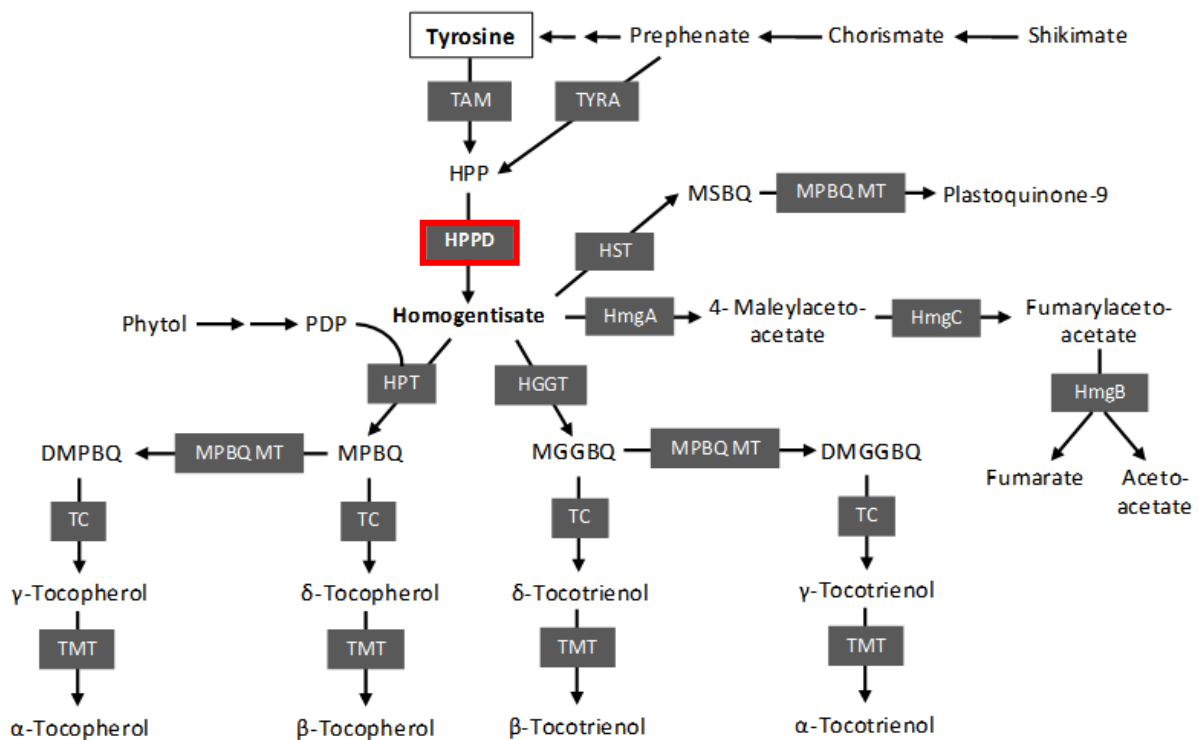 Tyrosine Prephenate Chorismate Shikimate
TAM TYRA
HPP
MSBQ MPBQ MT Plastoquinone-9
HPPD
HST
Phytol PDP Homogentisate HmgA 4- Maleylaceto- HmgC Fumarylaceto-
acetate acetate
HPT HGGT HmgB
DMPBQ MPBQ MT MPBQ MGGBQ MPBQ MT DMGGBQ Fumarate Aceto-
acetate
TC TC TC TC
γ-Tocopherol δ-Tocopherol δ-Tocotrienol γ-Tocotrienol
TMT TMT TMT TMT
α-Tocopherol β-Tocopherol β-Tocotrienol α-Tocotrienol